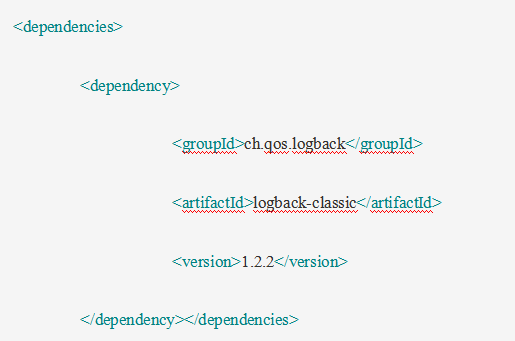 <dependencies>
<dependency>
<groupId>ch.qos.logback</groupId>
<artifactId>logback-classic</artifactId>
<version>1.2.2</version>
</dependency></dependencies>